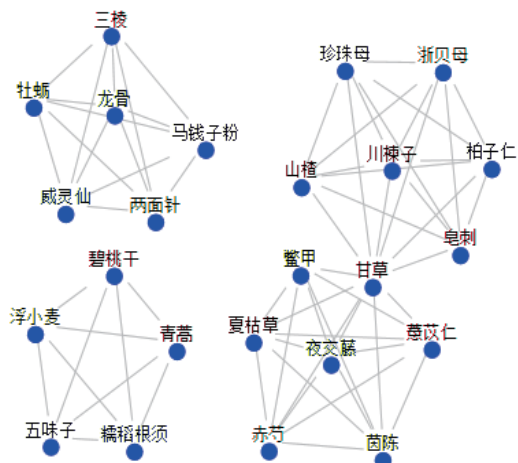 三棱
牡蛎
龙骨
马钱子粉
威灵仙
两面针
珍珠母
浙贝母
山楂
川楝子
柏子仁
皂刺
碧桃干
浮小麦
青蒿
五味子
糯稻根须
鳖甲
甘草
夏枯草
夜交藤
薏苡仁
赤芍
茵陈